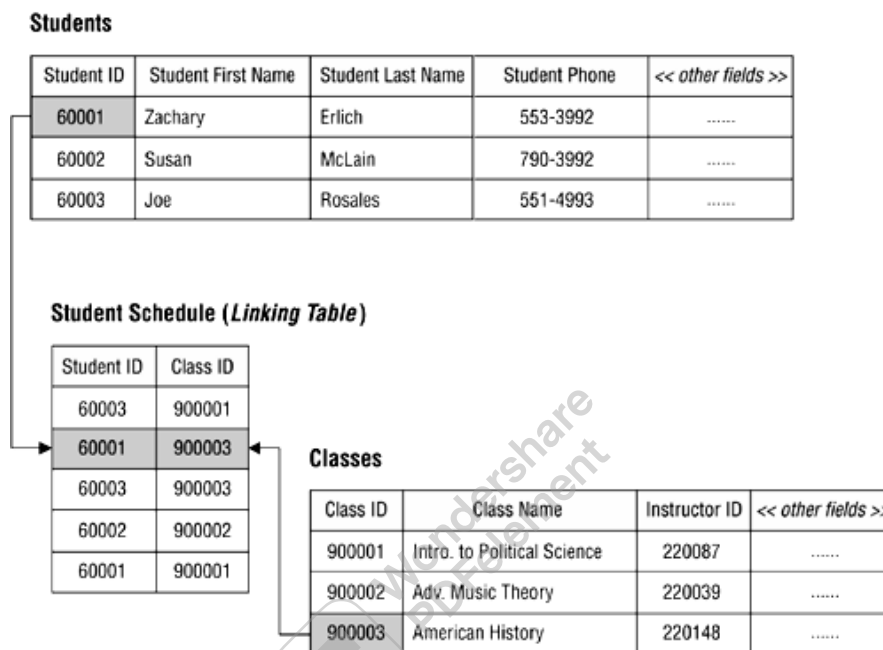 Students
Student ID Student First Name Student Last Name Student Phone << other fields >>
60001 Zachary Erlich 553-3992 ......
60002 Susan McLain 790-3992 ......
60003 Joe Rosales 551-4993 ......
Student Schedule (Linking Table)
Student ID Class ID
60003 900001
60001 900003
60003 900003
60002 900002
60001 900001
Classes
Class ID Class Name Instructor ID << other fields >>
900001 Intro. to Political Science 220087 ......
900002 Adv. Music Theory 220039 ......
900003 American History 220148 ......
Wondershare
PDFelement